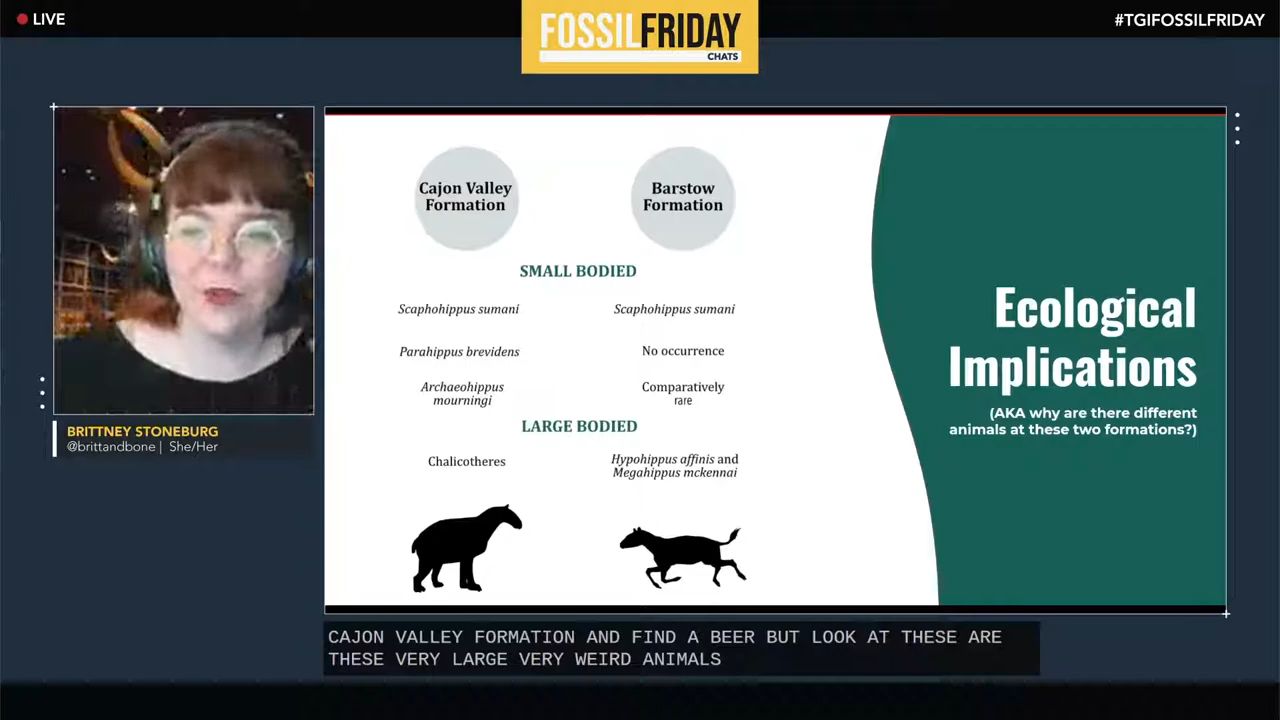 LIVE
FOSSILFRIDAY
CHATS
#TGIFOSSILFRIDAY
BRITTNEY STONEBURG
@brittandbone | She/Her
Cajon Valley
Formation
Barstow
Formation
SMALL BODIED
Scaphohippus sumani
Scaphohippus sumani
Parahippus brevidens
No occurrence
Archaeohippus
mourningi
Comparatively
rare
LARGE BODIED
Chalicotheres
Hypohippus affinis and
Megahippus mckennai
Ecological
Implications
(AKA why are there different
animals at these two formations?)
CAJON VALLEY FORMATION AND FIND A BEER BUT LOOK AT THESE ARE
THESE VERY LARGE VERY WEIRD ANIMALS